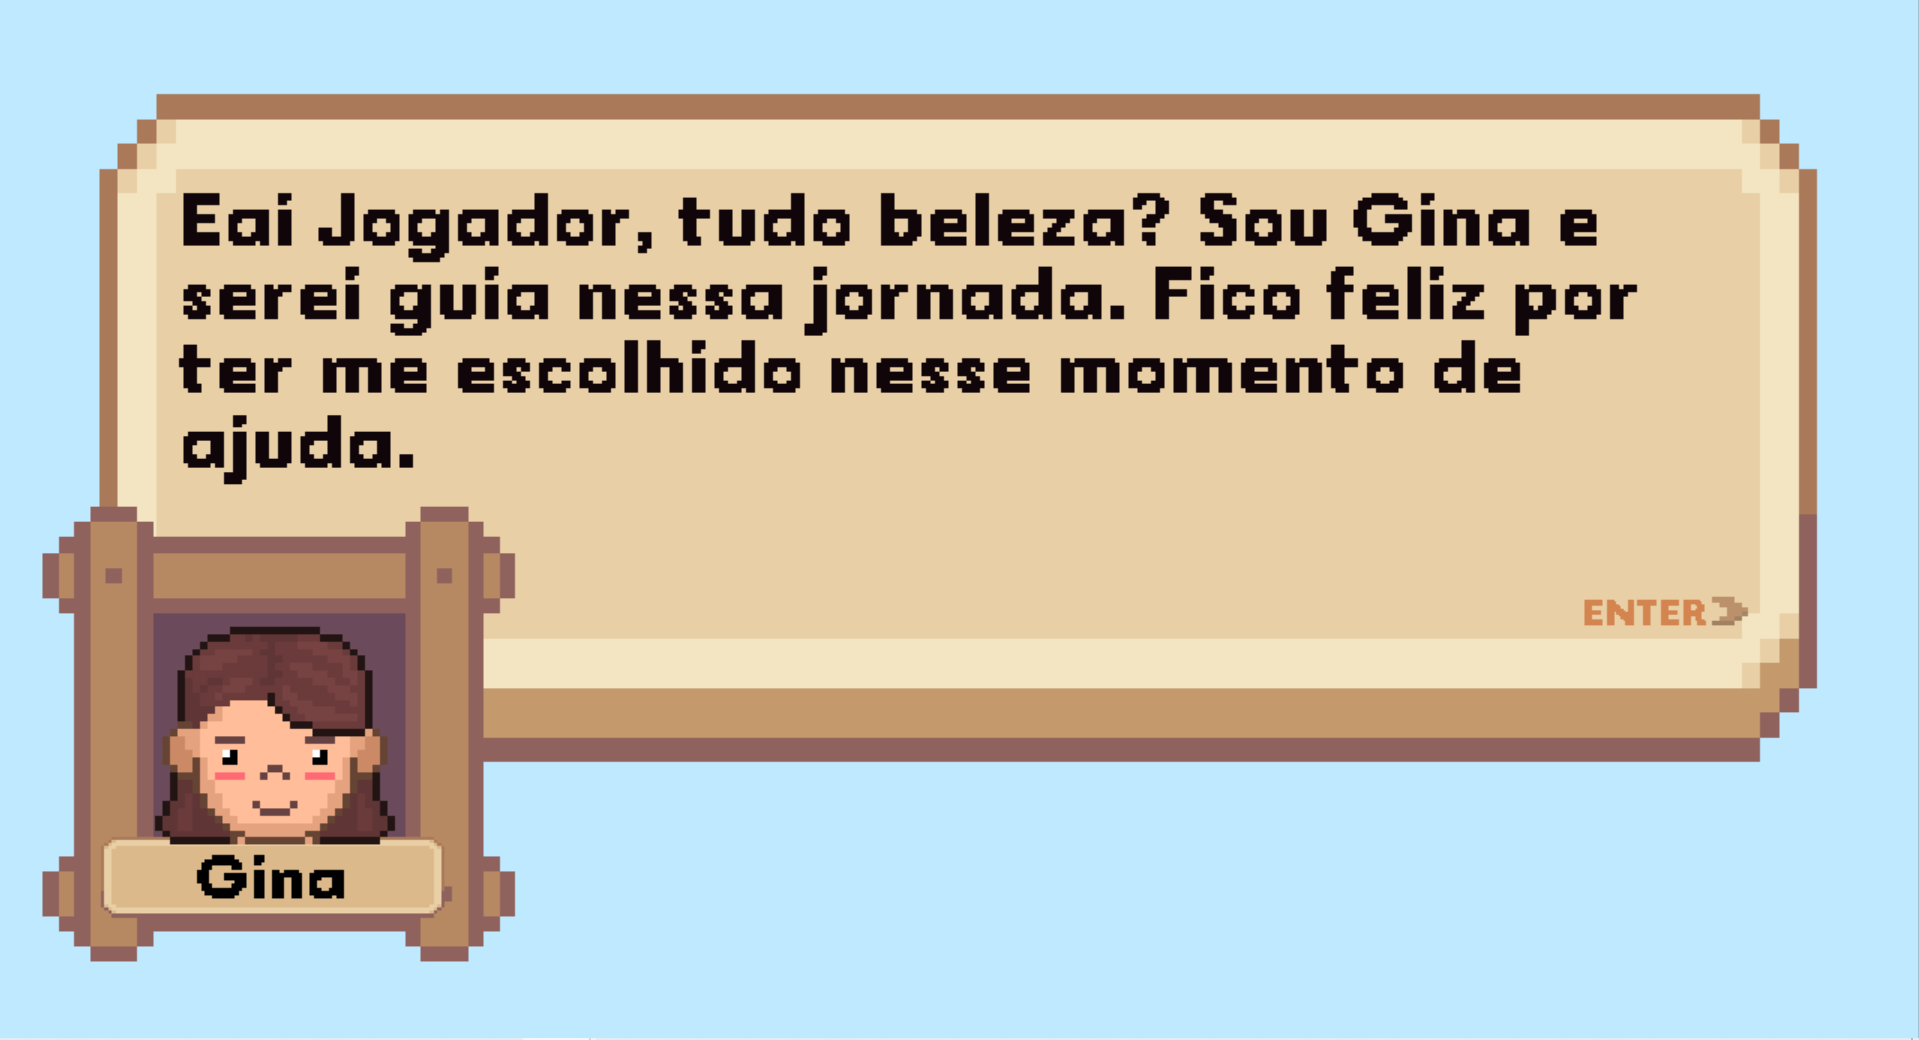 Eai Jogador, tudo beleza? Sou Gina e
serei guia nessa jornada. Fico feliz por
ter me escolhido nesse momento de
ajuda.
ENTER
Gina